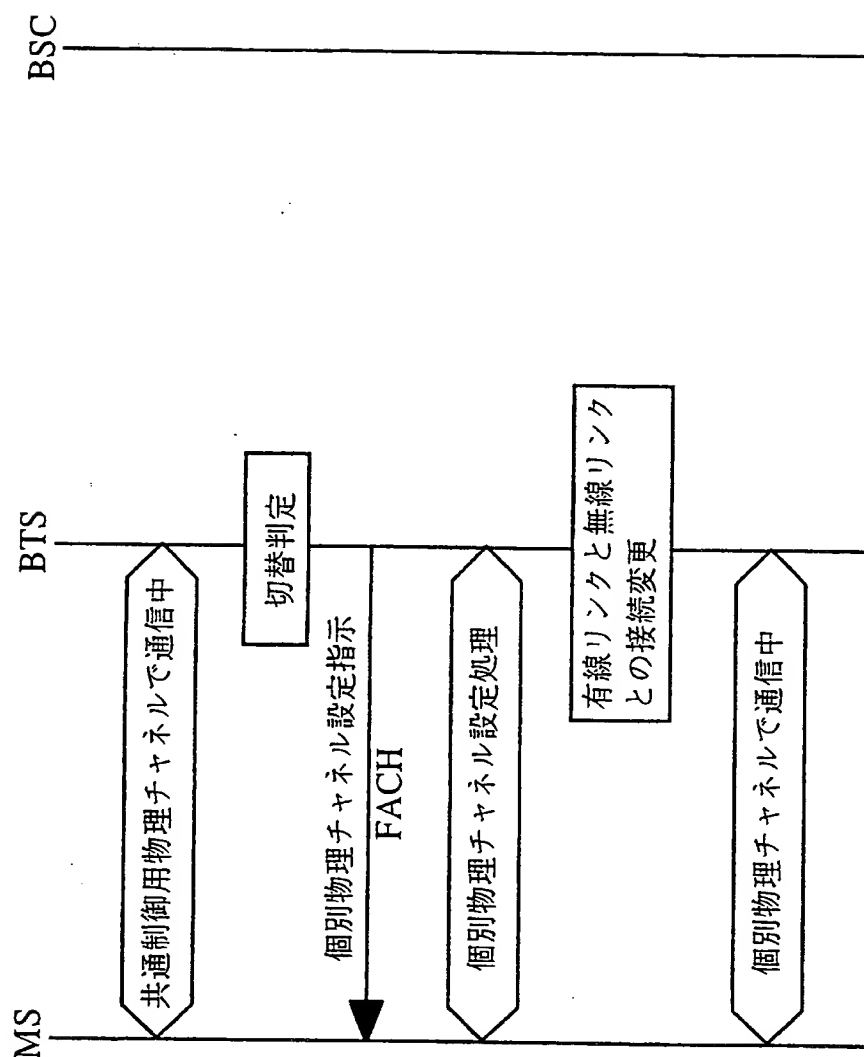 MS
BTS
BSC
共通制御用物理チャネルで通信中
切替判定
個別物理チャネル設定指示
FACH
個別物理チャネル設定処理
有線リンクと無線リンク
との接続変更
個別物理チャネルで通信中